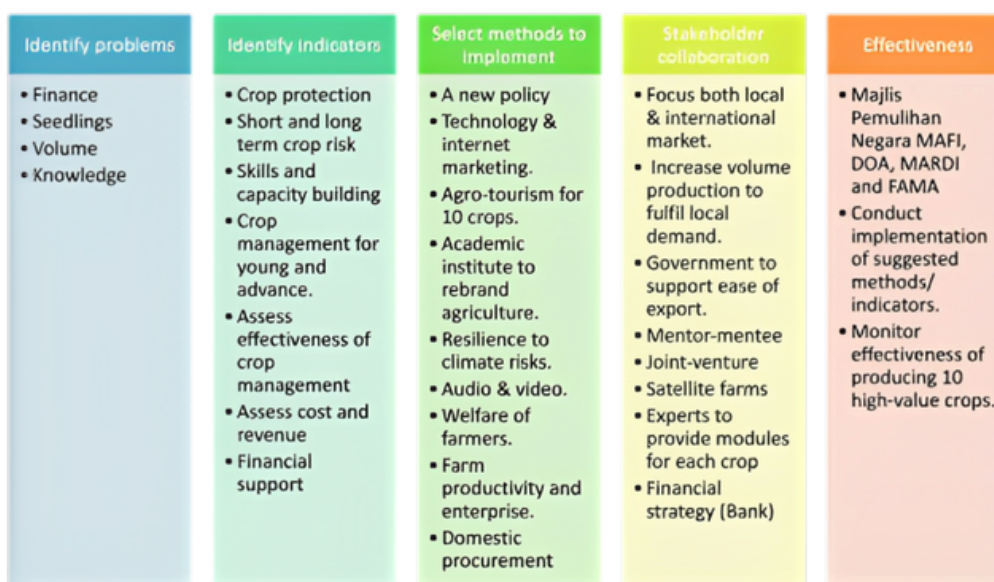 Identify problems
• Finance
• Seedlings
• Volume
• Knowledge
Identify Indicators
• Crop protection
• Short and long
term crop risk
• Skills and
capacity building
• Crop
management for
young and
advance.
• Assess
effectiveness of
crop
management
• Assess cost and
revenue
• Financial
support
Select methods to
implement
• A new policy
• Technology &
internet
marketing.
• Agro-tourism for
10 crops.
• Academic
institute to
rebrand
agriculture.
• Resilience to
climate risks.
• Audio & video.
• Welfare of
farmers.
• Farm
productivity and
enterprise.
• Domestic
procurement
Stakeholder
collaboration
• Focus both local
& international
market.
• Increase volume
production to
fulfil local
demand.
• Government to
support ease of
export.
• Mentor-mentee
• Joint-venture
• Satellite farms
• Experts to
provide modules
for each crop
• Financial
strategy (Bank)
Effectiveness
• Majlis
Pemulihan
Negara MAFI,
DOA, MARDI
and FAMA
• Conduct
implementation
of suggested
methods/
indicators.
• Monitor
effectiveness of
producing 10
high-value crops.